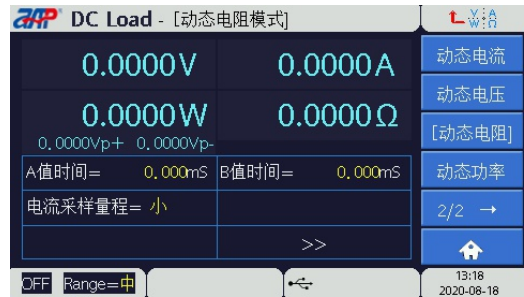 ZAP DC Load - [动态电阻模式]
V:A
W:Ω
0.0000V 0.0000A
0.0000W 0.0000Ω
0.0000Vp+ 0.0000Vp-
A值时间= 0.000mS B值时间= 0.000mS
电流采样量程= 小
>>
动态电流
动态电压
[动态电阻]
动态功率
2/2 →
OFF Range=中
13:18
2020-08-18